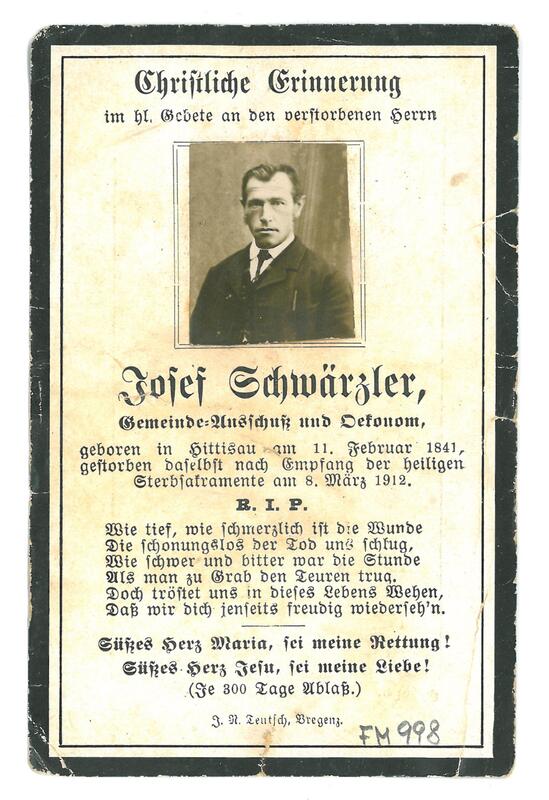 Christliche Erinnerung
im hl. Gebete an den verstorbenen Herrn
Josef Schwärzler,
Gemeinde-Ausschuß und Oekonom,
geboren in Hittisau am 11. Februar 1841,
gestorben daselbst nach Empfang der heiligen
Sterbsakramente am 8. März 1912.
R. I. P.
Wie tief, wie schmerzlich ist die Wunde
Die schonungslos der Tod uns schlug,
Wie schwer und bitter war die Stunde
Als man zu Grab den Teuren trug.
Doch tröstet uns in dieses Lebens Wehen,
Daß wir dich jenseits freudig wiederseh'n.
Süßes Herz Maria, sei meine Rettung!
Süßes Herz Jesu, sei meine Liebe!
(Je 300 Tage Ablaß.)
J. N. Teutsch, Bregenz.
FM 998